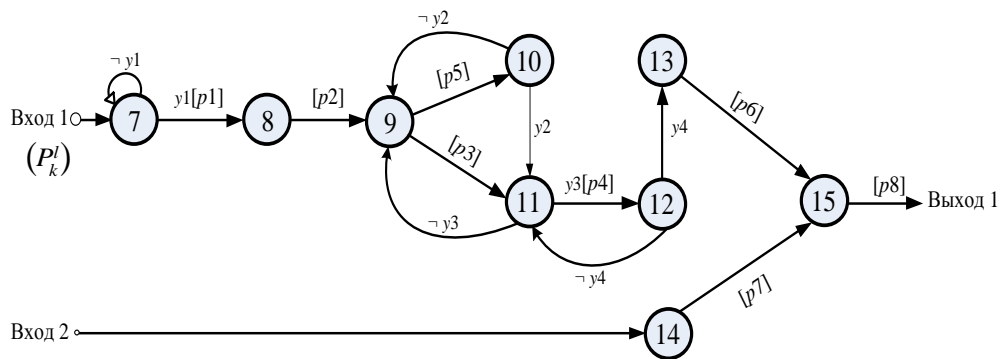 ¬ y2
10
13
¬ y1
[p5]
y1[p1]
[p2]
[p6]
Вход 1
7
8
9
y2
y4
(P_k^l)
[p3]
y3[p4]
[p8]
11
12
15
Выход 1
¬ y3
¬ y4
[p7]
Вход 2
14